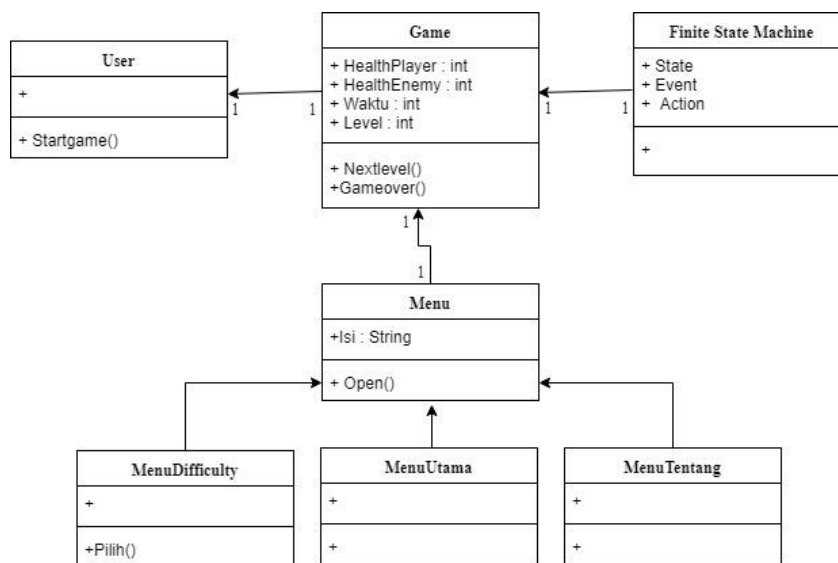 User
+
+ Startgame()
1
1
Game
+ HealthPlayer : int
+ HealthEnemy : int
+ Waktu : int
+ Level : int
+ Nextlevel()
+Gameover()
1
1
Finite State Machine
+ State
+ Event
+ Action
+
1
1
Menu
+Isi : String
+ Open()
MenuDifficulty
+
+Pilih()
MenuUtama
+
+
MenuTentang
+
+